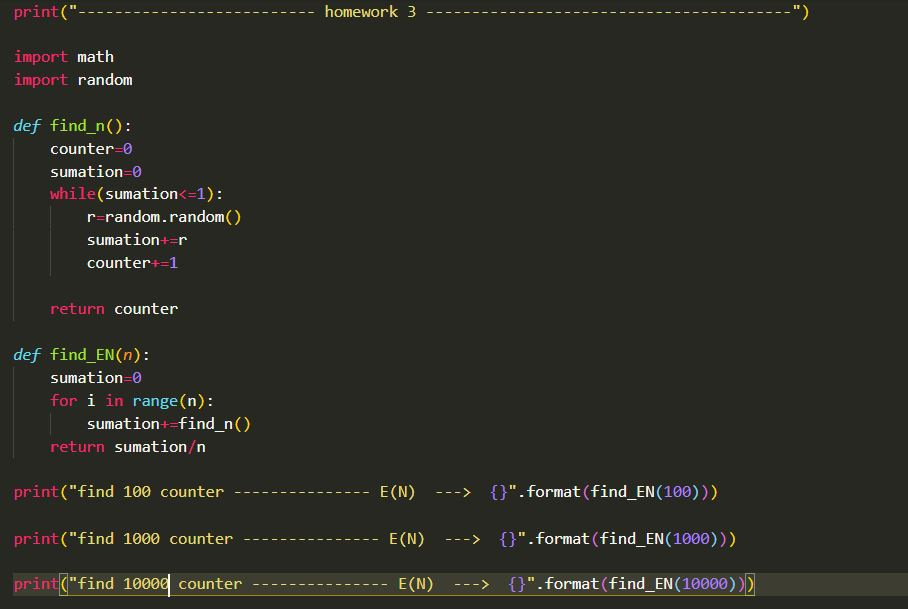 print("-------------------------- homework 3 ----------------------------------------")
import math
import random
def find_n():
    counter=0
    sumation=0
    while(sumation<=1):
        r=random.random()
        sumation+=r
        counter+=1
    return counter
def find_EN(n):
    sumation=0
    for i in range(n):
        sumation+=find_n()
    return sumation/n
print("find 100 counter --------------- E(N)  --->  {}".format(find_EN(100)))
print("find 1000 counter --------------- E(N)  --->  {}".format(find_EN(1000)))
print("find 10000 counter --------------- E(N)  --->  {}".format(find_EN(10000)))